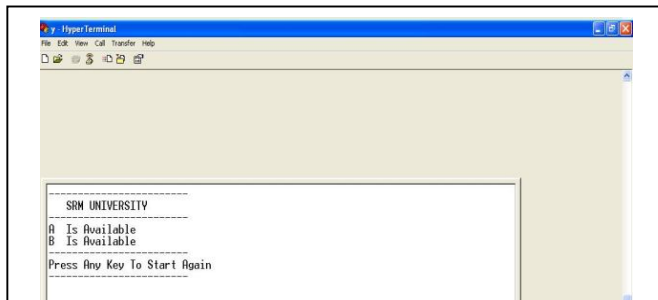 y - HyperTerminal
File Edit View Call Transfer Help
------------------------
SRM UNIVERSITY
------------------------
A Is Available
B Is Available
------------------------
Press Any Key To Start Again
------------------------